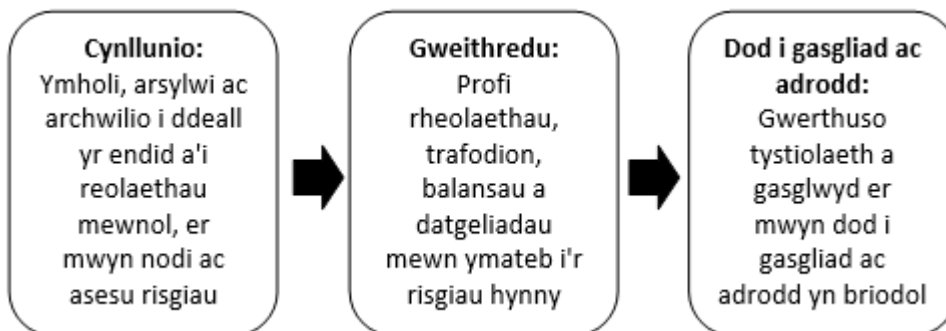 Cynllunio:
Ymholi, arsylwi ac
archwilio i ddeall
yr endid a'i
reolaethau
mewnol, er
mwyn nodi ac
asesu risgiau
Gweithredu:
Profi
rheolaethau,
trafodion,
balansau a
datgeliadau
mewn ymateb i'r
risgiau hynny
Dod i gasgliad ac
adrodd:
Gwerthuso
tystiolaeth a
gasglwyd er
mwyn dod i
gasgliad ac
adrodd yn briodol